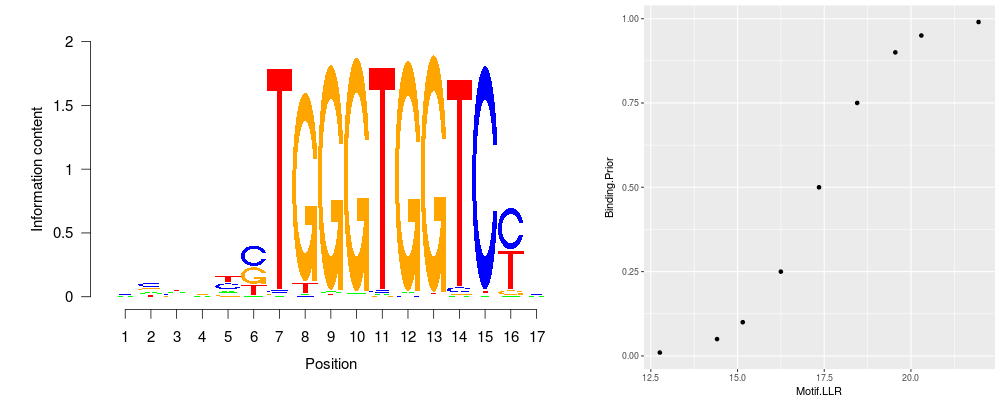 Information content
2
1.5
1
0.5
0
C
G
T
T
C
T
C
G
T
T
G
T
G
G
T
G
G
T
C
C
T
1 2 3 4 5 6 7 8 9 10 11 12 13 14 15 16 17
Position
Binding.Prior
1.00
0.75
0.50
0.25
0.00
12.5 15.0 17.5 20.0
Motif.LLR